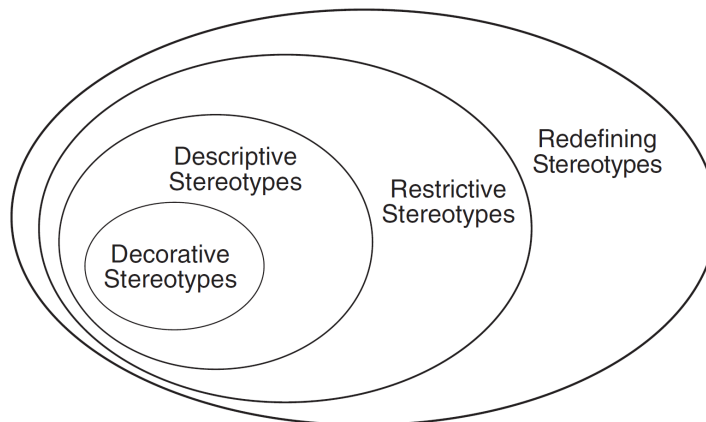 Redefining
Stereotypes
Descriptive
Stereotypes
Restrictive
Stereotypes
Decorative
Stereotypes